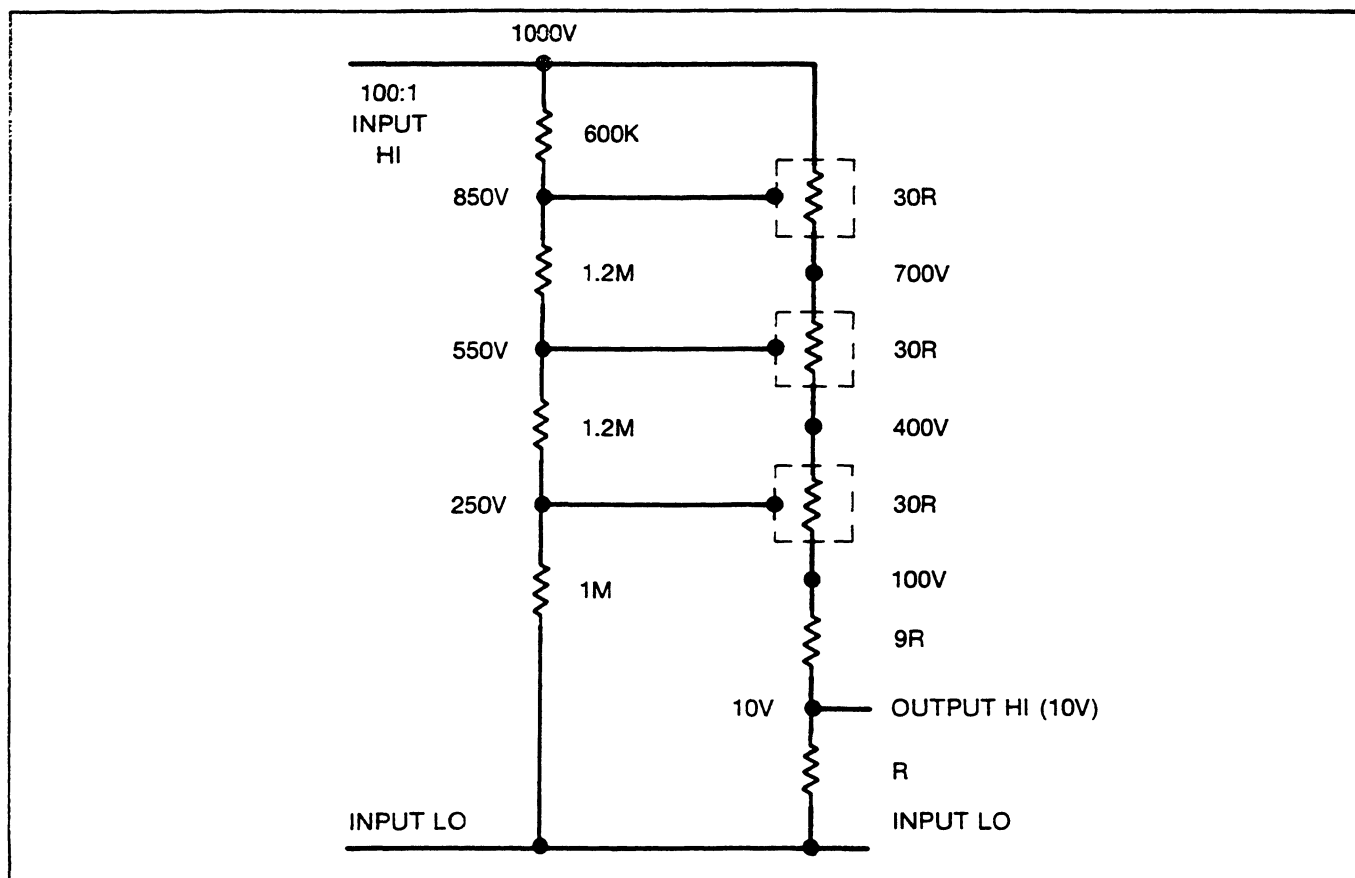 1000V
100:1
INPUT
HI
600K
850V
30R
1.2M
700V
550V
30R
1.2M
400V
250V
30R
1M
100V
9R
10V
OUTPUT HI (10V)
R
INPUT LO
INPUT LO